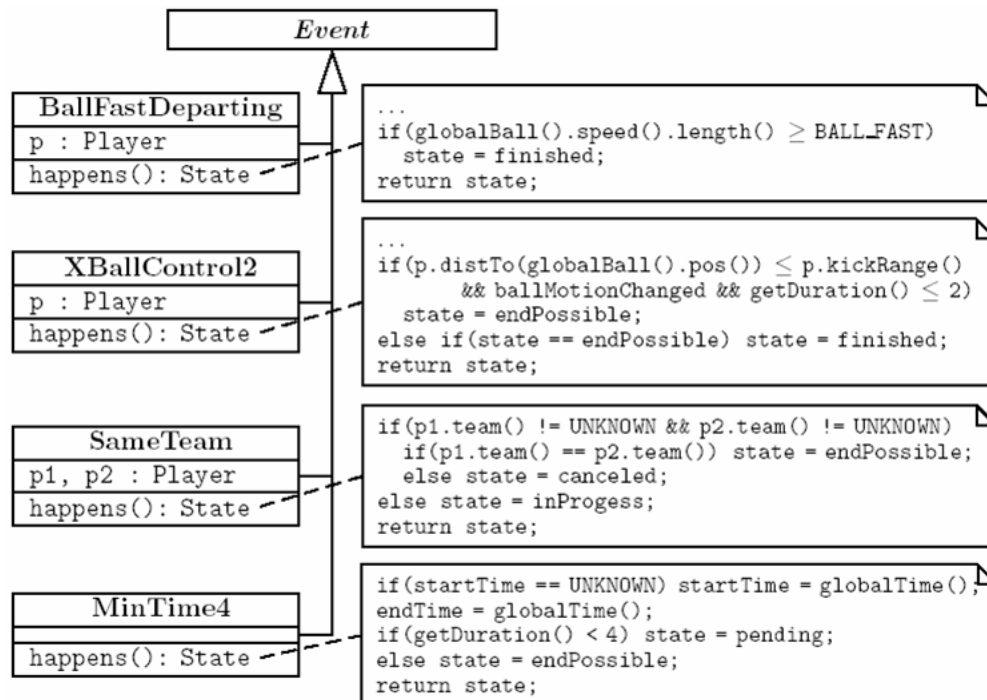 Event
BallFastDeparting
p : Player
happens(): State
...
if(globalBall().speed().length() ≥ BALL_FAST)
state = finished;
return state;
XBallControl2
p : Player
happens(): State
...
if(p.distTo(globalBall().pos()) ≤ p.kickRange()
&& ballMotionChanged && getDuration() ≤ 2)
state = endPossible;
else if(state == endPossible) state = finished;
return state;
SameTeam
p1, p2 : Player
happens(): State
if(p1.team() != UNKNOWN && p2.team() != UNKNOWN)
if(p1.team() == p2.team()) state = endPossible;
else state = canceled;
else state = inProgess;
return state;
MinTime4
happens(): State
if(startTime == UNKNOWN) startTime = globalTime();
endTime = globalTime();
if(getDuration() < 4) state = pending;
else state = endPossible;
return state;